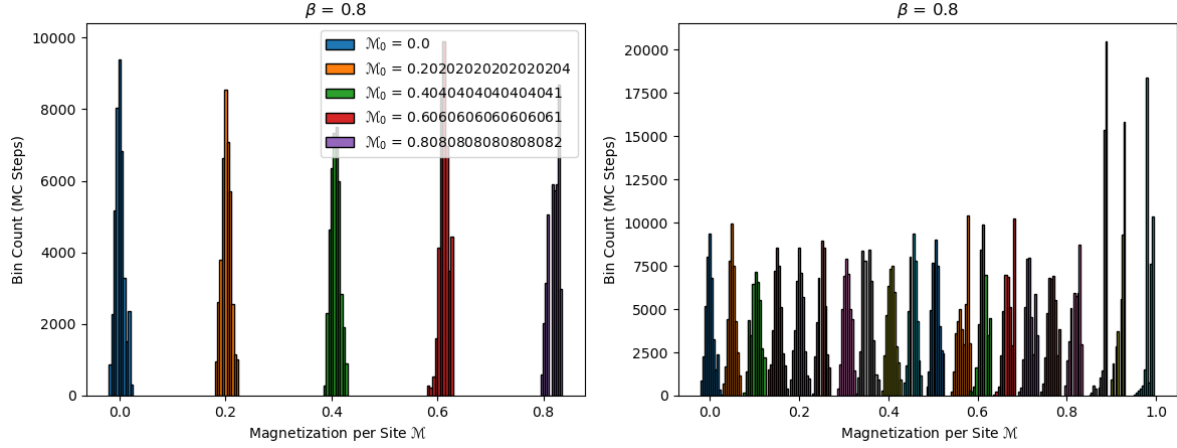 β = 0.8
10000
8000
6000
4000
2000
0
Bin Count (MC Steps)
ℳ₀ = 0.0
ℳ₀ = 0.20202020202020204
ℳ₀ = 0.4040404040404041
ℳ₀ = 0.6060606060606061
ℳ₀ = 0.8080808080808082
0.0 0.2 0.4 0.6 0.8
Magnetization per Site ℳ
β = 0.8
20000
17500
15000
12500
10000
7500
5000
2500
0
Bin Count (MC Steps)
0.0 0.2 0.4 0.6 0.8 1.0
Magnetization per Site ℳ